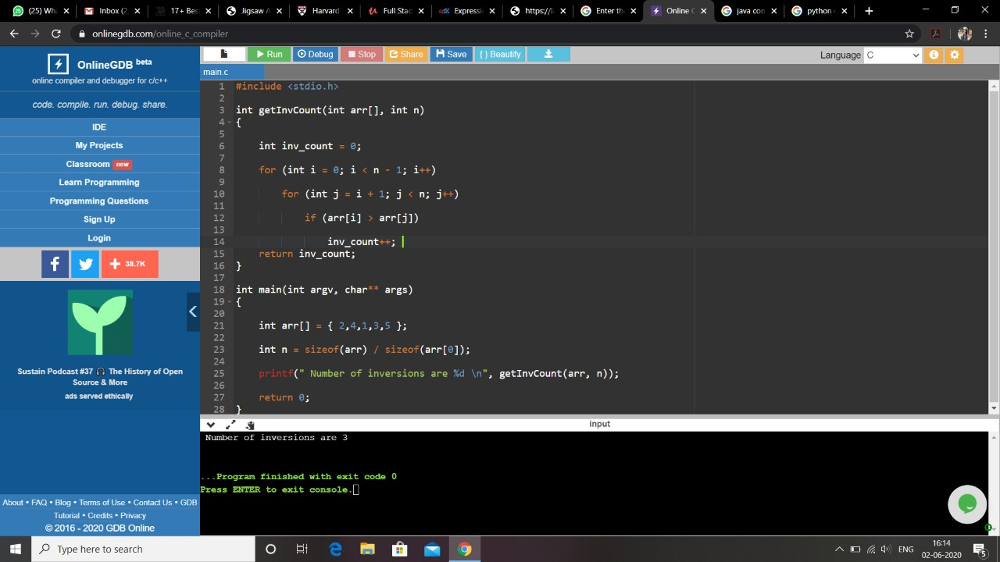 (25) Wh
Inbox (2,
17+ Bes
Jigsaw A
Harvard
Full Stac
edX Expressi
https://l
Enter th
Online C
java con
python
onlinegdb.com/online_c_compiler
OnlineGDB beta
online compiler and debugger for c/c++
code. compile. run. debug. share.
IDE
My Projects
Classroom new
Learn Programming
Programming Questions
Sign Up
Login
f + 38.7K
Sustain Podcast #37 🎧 The History of Open
Source & More
ads served ethically
About • FAQ • Blog • Terms of Use • Contact Us • GDB
Tutorial • Credits • Privacy
© 2016 - 2020 GDB Online
Run Debug Stop Share Save { } Beautify
Language C
main.c
1 #include <stdio.h>
2
3 int getInvCount(int arr[], int n)
4 {
5
6 int inv_count = 0;
7
8 for (int i = 0; i < n - 1; i++)
9
10 for (int j = i + 1; j < n; j++)
11
12 if (arr[i] > arr[j])
13
14 inv_count++;
15 return inv_count;
16 }
17
18 int main(int argv, char** args)
19 {
20
21 int arr[] = { 2,4,1,3,5 };
22
23 int n = sizeof(arr) / sizeof(arr[0]);
24
25 printf(" Number of inversions are %d \n", getInvCount(arr, n));
26
27 return 0;
28 }
input
Number of inversions are 3
...Program finished with exit code 0
Press ENTER to exit console.
Type here to search
ENG
16:14
02-06-2020
5